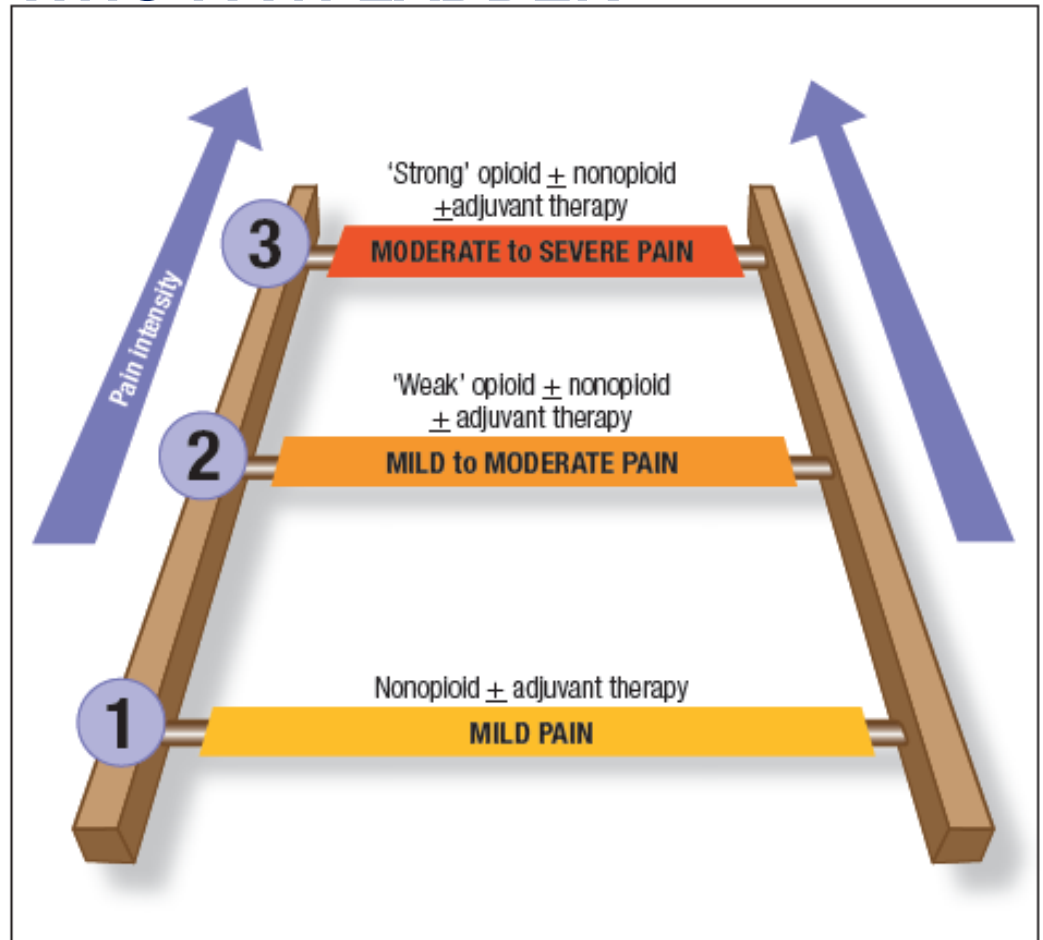 'Strong' opioid ± nonopioid
±adjuvant therapy
3
MODERATE to SEVERE PAIN
Pain intensity
'Weak' opioid ± nonopioid
± adjuvant therapy
2
MILD to MODERATE PAIN
Nonopioid ± adjuvant therapy
1
MILD PAIN